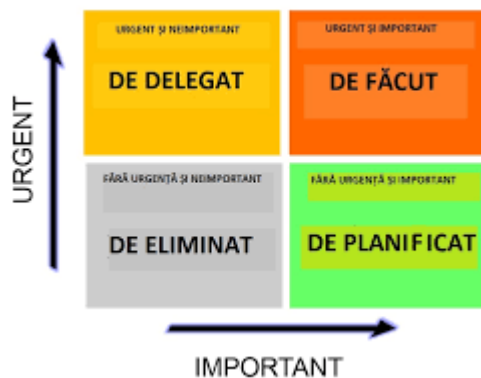 URGENT ȘI NEIMPORTANT
DE DELEGAT
URGENT ȘI IMPORTANT
DE FĂCUT
URGENT
FĂRĂ URGENȚĂ ȘI NEIMPORTANT
DE ELIMINAT
FĂRĂ URGENȚĂ ȘI IMPORTANT
DE PLANIFICAT
IMPORTANT